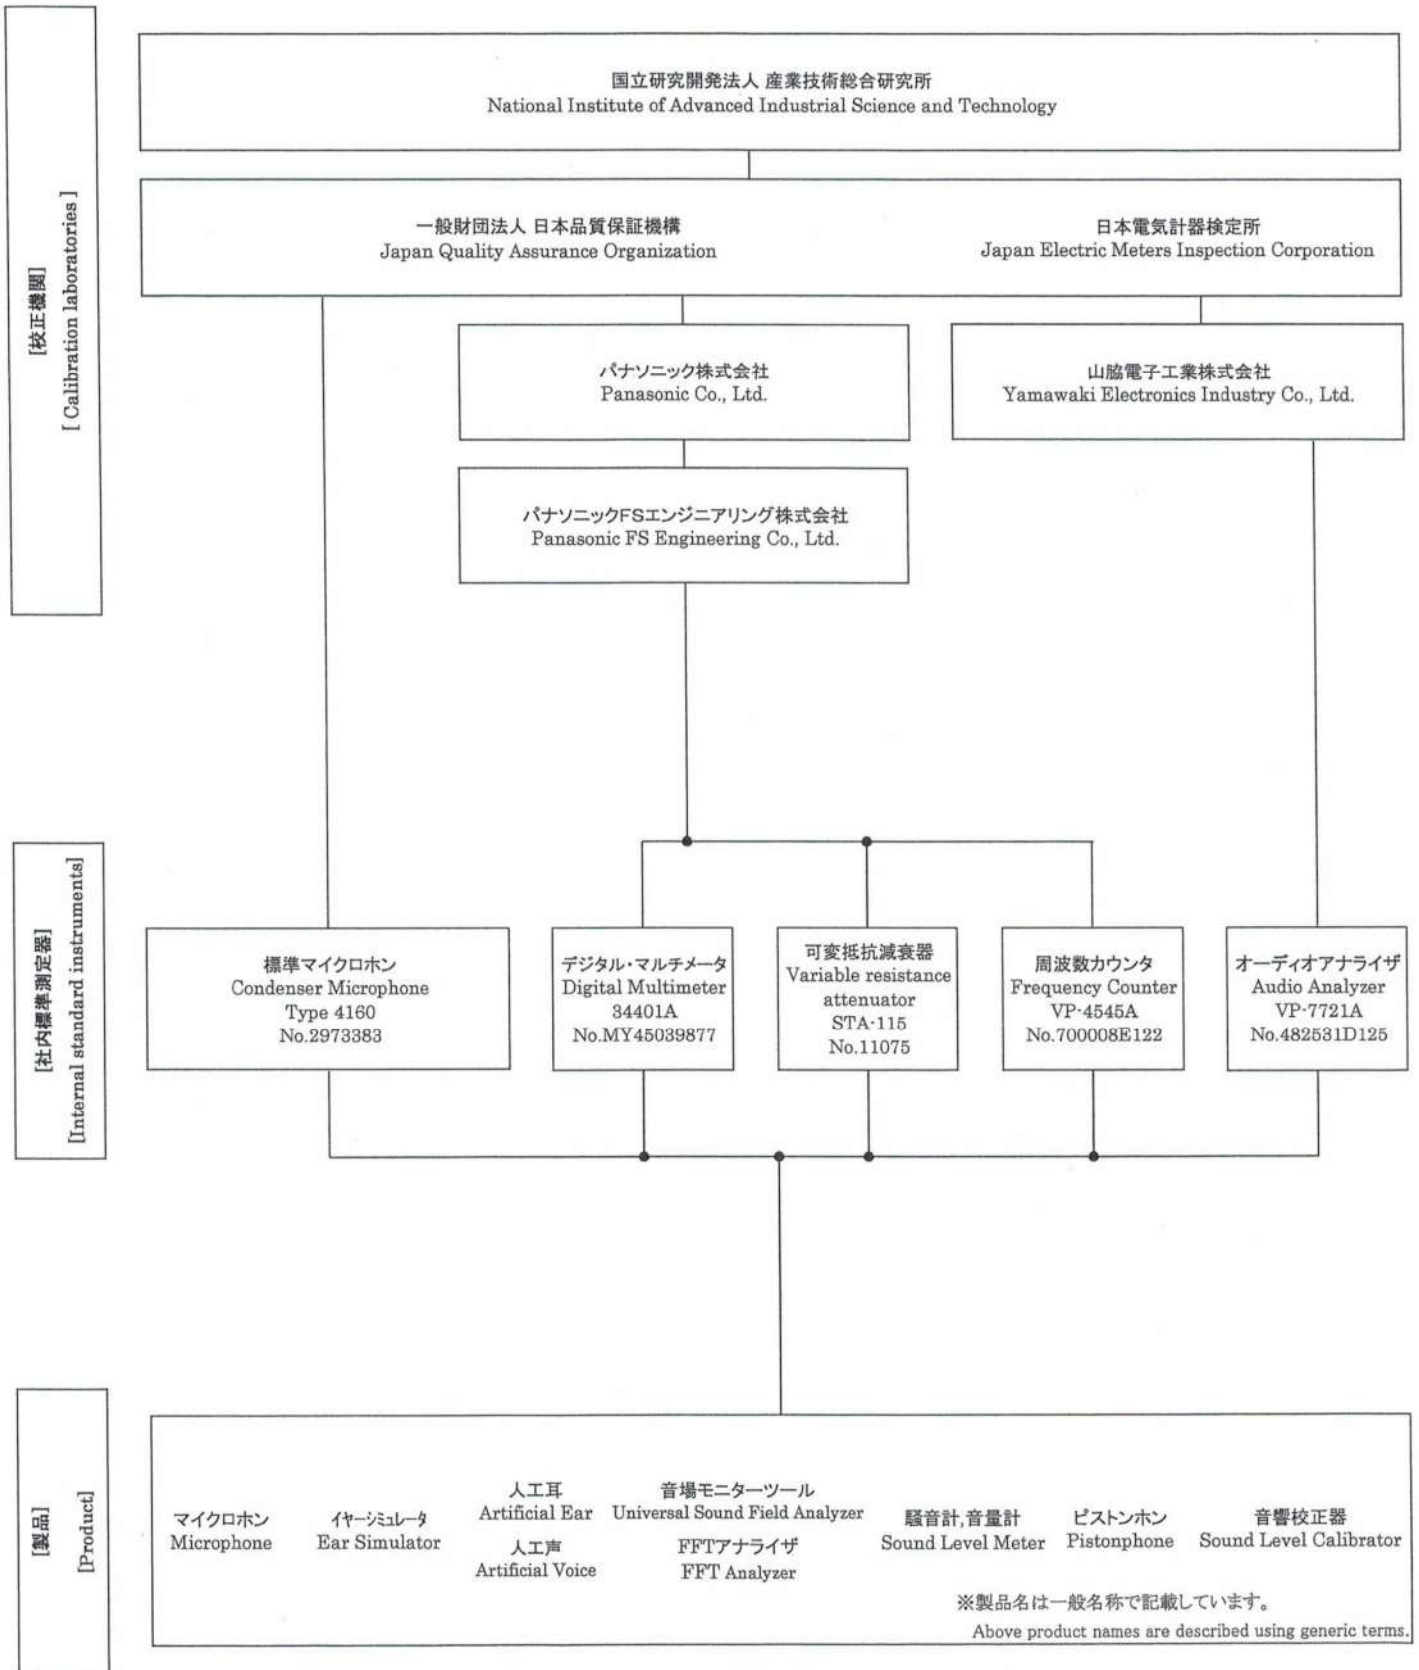 国立研究開発法人 産業技術総合研究所
National Institute of Advanced Industrial Science and Technology
[校正機関]
[ Calibration laboratories ]
一般財団法人 日本品質保証機構
Japan Quality Assurance Organization
日本電気計器検定所
Japan Electric Meters Inspection Corporation
パナソニック株式会社
Panasonic Co., Ltd.
山脇電子工業株式会社
Yamawaki Electronics Industry Co., Ltd.
パナソニックFSエンジニアリング株式会社
Panasonic FS Engineering Co., Ltd.
[社内標準測定器]
[Internal standard instruments]
標準マイクロホン
Condenser Microphone
Type 4160
No.2973383
デジタル・マルチメータ
Digital Multimeter
34401A
No.MY45039877
可変抵抗減衰器
Variable resistance
attenuator
STA-115
No.11075
周波数カウンタ
Frequency Counter
VP-4545A
No.700008E122
オーディオアナライザ
Audio Analyzer
VP-7721A
No.482531D125
[製品]
[Product]
マイクロホン
Microphone
イヤーシミュレータ
Ear Simulator
人工耳
Artificial Ear
人工声
Artificial Voice
音場モニターツール
Universal Sound Field Analyzer
FFTアナライザ
FFT Analyzer
騒音計,音量計
Sound Level Meter
ピストンホン
Pistonphone
音響校正器
Sound Level Calibrator
※製品名は一般名称で記載しています。
Above product names are described using generic terms.